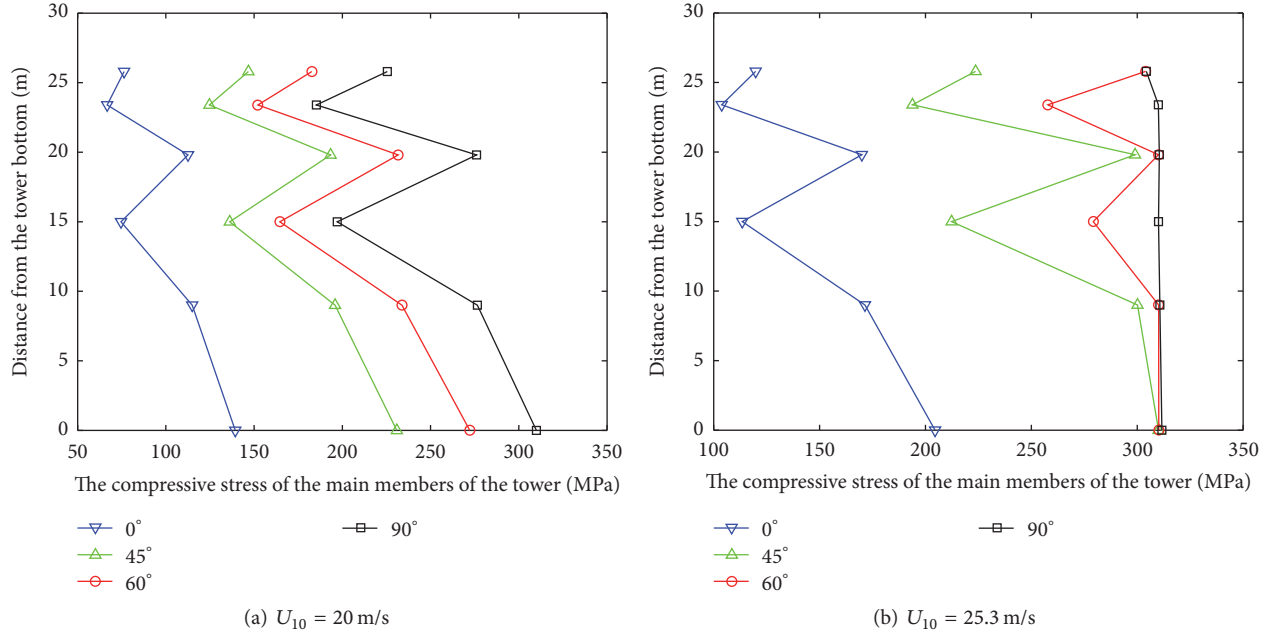 30
25
20
15
10
5
0
Distance from the tower bottom (m)
50 100 150 200 250 300 350
The compressive stress of the main members of the tower (MPa)
0°
45°
60°
90°
(a) U10 = 20 m/s
30
25
20
15
10
5
0
Distance from the tower bottom (m)
100 150 200 250 300 350
The compressive stress of the main members of the tower (MPa)
0°
45°
60°
90°
(b) U10 = 25.3 m/s